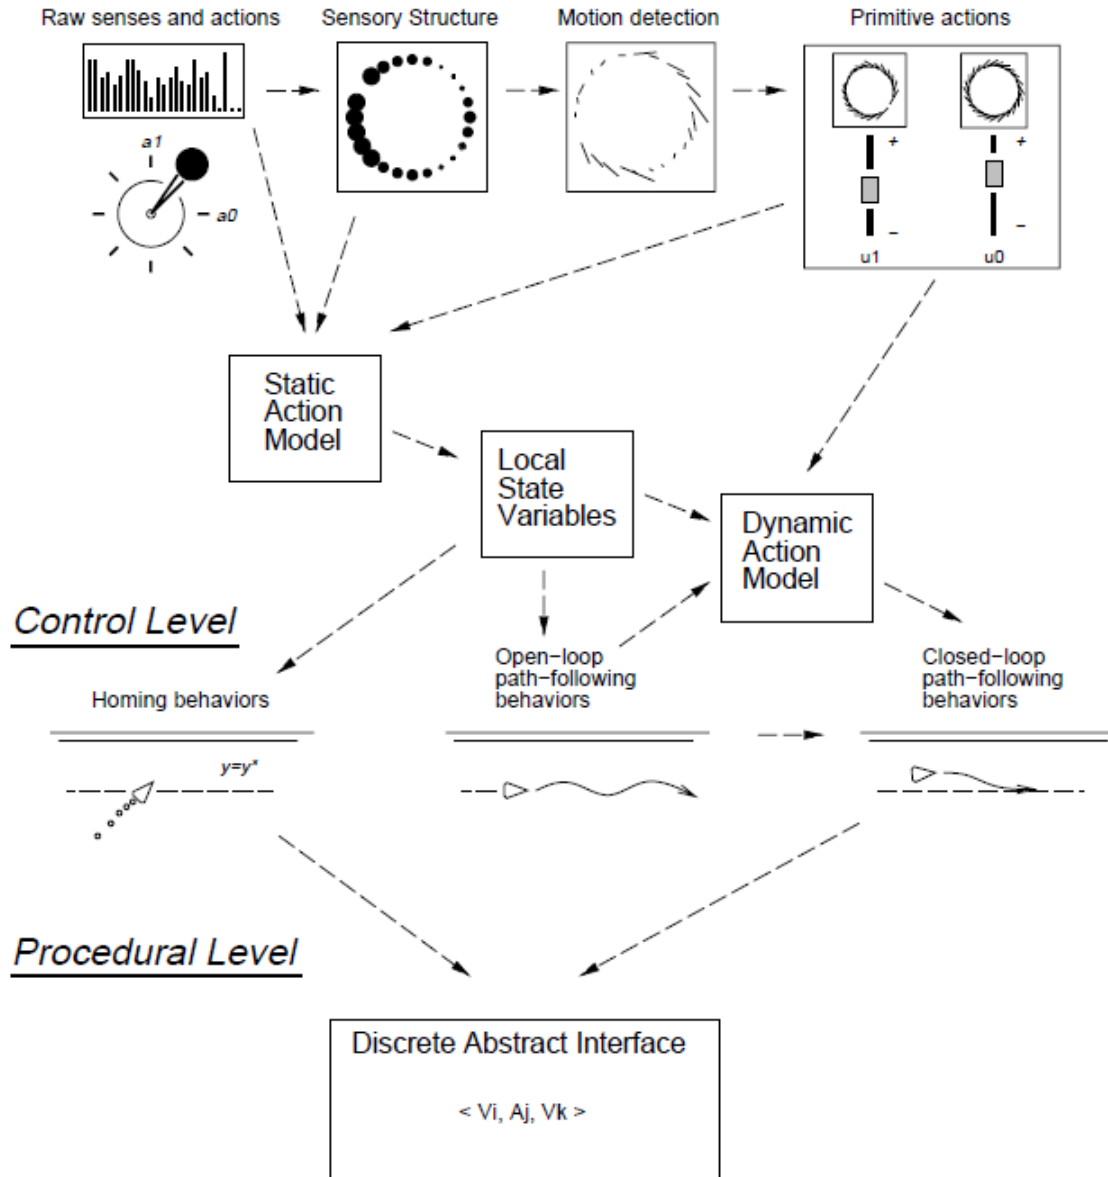 Raw senses and actions
Sensory Structure
Motion detection
Primitive actions
a1
a0
+
+
−
−
u1
u0
Static
Action
Model
Local
State
Variables
Dynamic
Action
Model
Control Level
Open−loop
path−following
behaviors
Closed−loop
path−following
behaviors
Homing behaviors
y=y*
Procedural Level
Discrete Abstract Interface
< Vi, Aj, Vk >